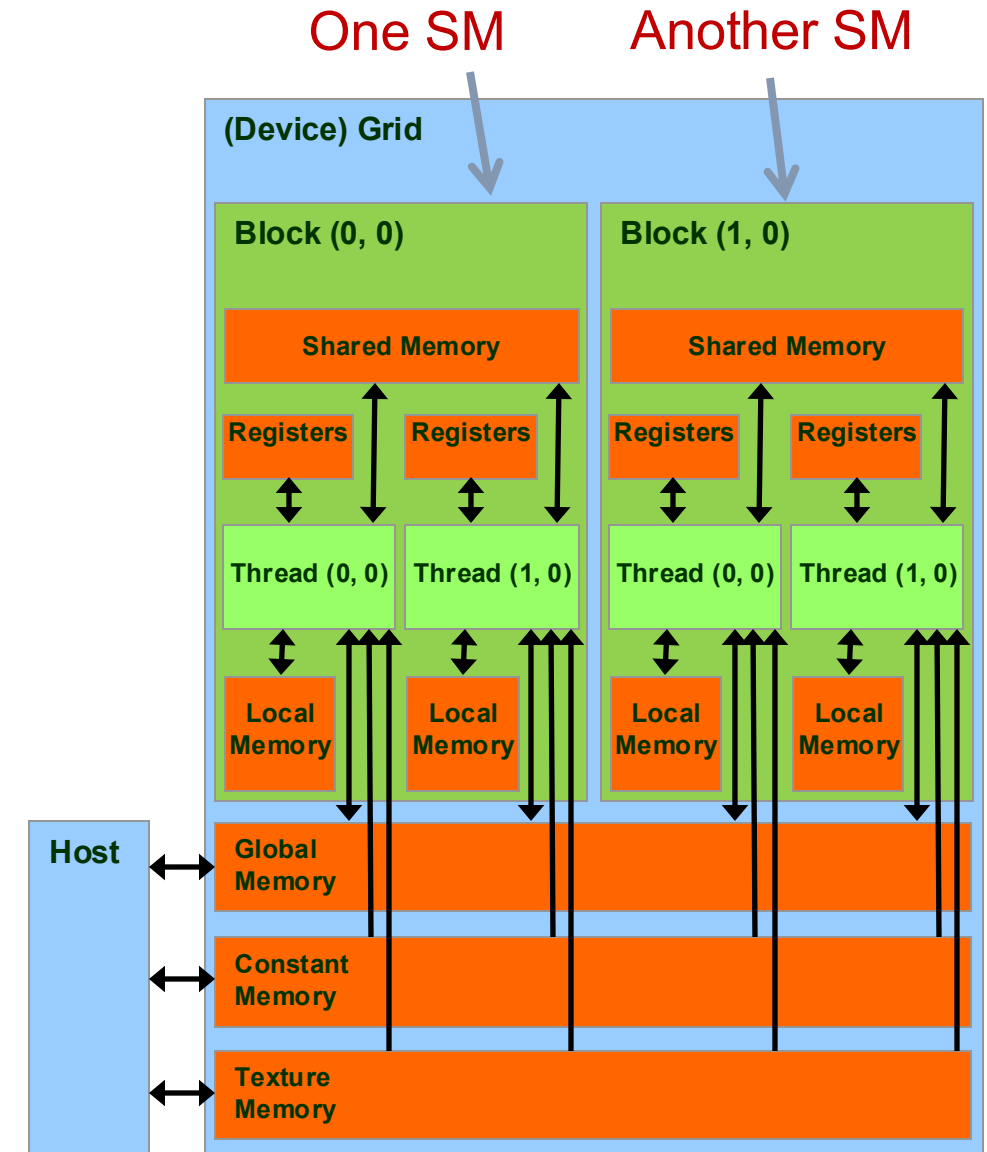 One SM
Another SM
(Device) Grid
Block (0, 0)
Block (1, 0)
Shared Memory
Shared Memory
Registers
Registers
Registers
Registers
Thread (0, 0)
Thread (1, 0)
Thread (0, 0)
Thread (1, 0)
Local
Memory
Local
Memory
Local
Memory
Local
Memory
Host
Global
Memory
Constant
Memory
Texture
Memory